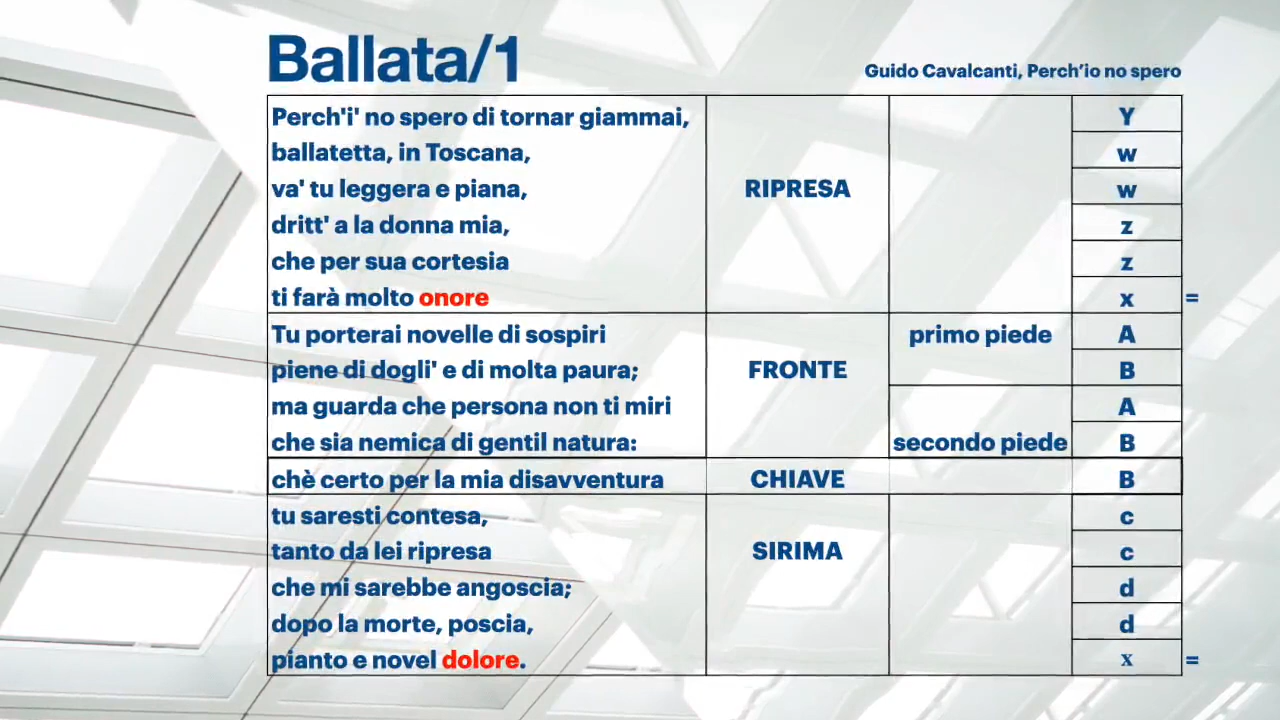 Ballata/1
Guido Cavalcanti, Perch’io no spero
Perch'i' no spero di tornar giammai, Y
ballatetta, in Toscana, w
va' tu leggera e piana, RIPRESA w
dritt' a la donna mia, z
che per sua cortesia z
ti farà molto onore x =
Tu porterai novelle di sospiri primo piede A
piene di dogli' e di molta paura; FRONTE B
ma guarda che persona non ti miri A
che sia nemica di gentil natura: secondo piede B
chè certo per la mia disavventura CHIAVE B
tu saresti contesa, c
tanto da lei ripresa SIRIMA c
che mi sarebbe angoscia; d
dopo la morte, poscia, d
pianto e novel dolore. x =